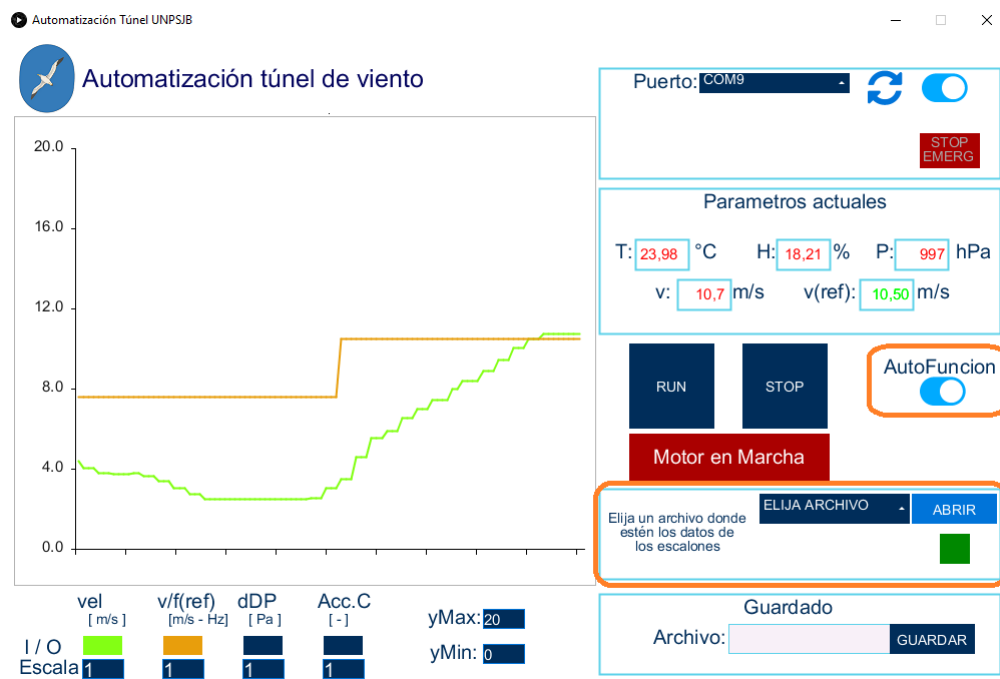 Automatización Túnel UNPSJB
Automatización túnel de viento
Puerto: COM9
STOP
EMERG
20.0
16.0
12.0
8.0
4.0
0.0
Parametros actuales
T: 23,98 °C H: 18,21 % P: 997 hPa
v: 10,7 m/s v(ref): 10,50 m/s
RUN
STOP
AutoFuncion
Motor en Marcha
Elija un archivo donde
estén los datos de
los escalones
ELIJA ARCHIVO
ABRIR
Guardado
Archivo:
GUARDAR
vel v/f(ref) dDP Acc.C
[ m/s ] [m/s - Hz] [ Pa ] [ - ]
I / O
Escala 1 1 1 1
yMax: 20
yMin: 0